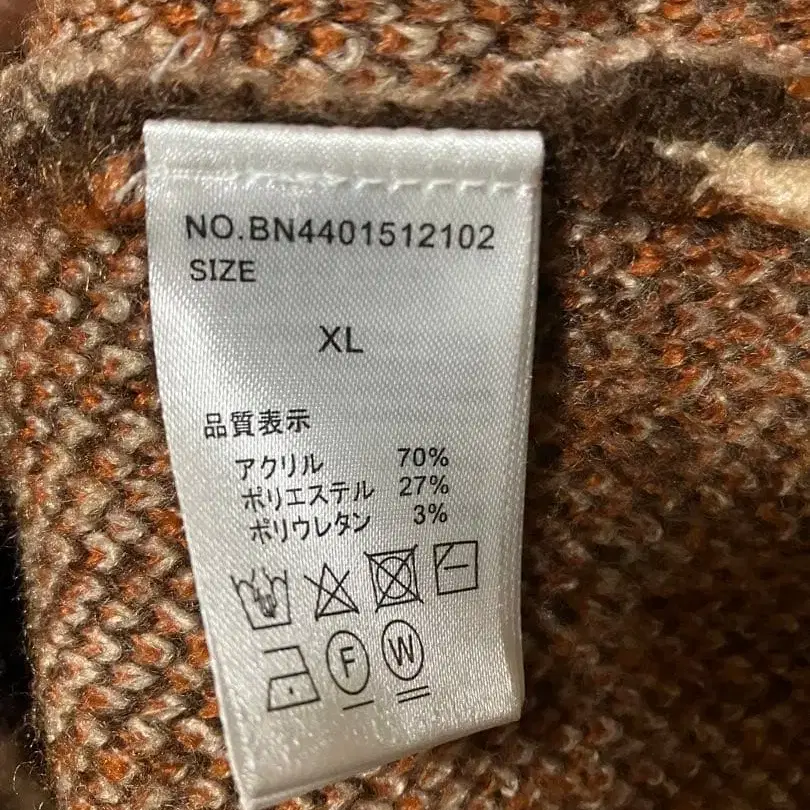 NO.BN4401512102
SIZE
XL
品質表示
アクリル 70%
ポリエステル 27%
ポリウレタン 3%
F W